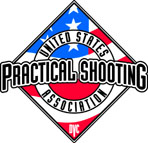 UNITED STATES
PRACTICAL SHOOTING
ASSOCIATION
DVC